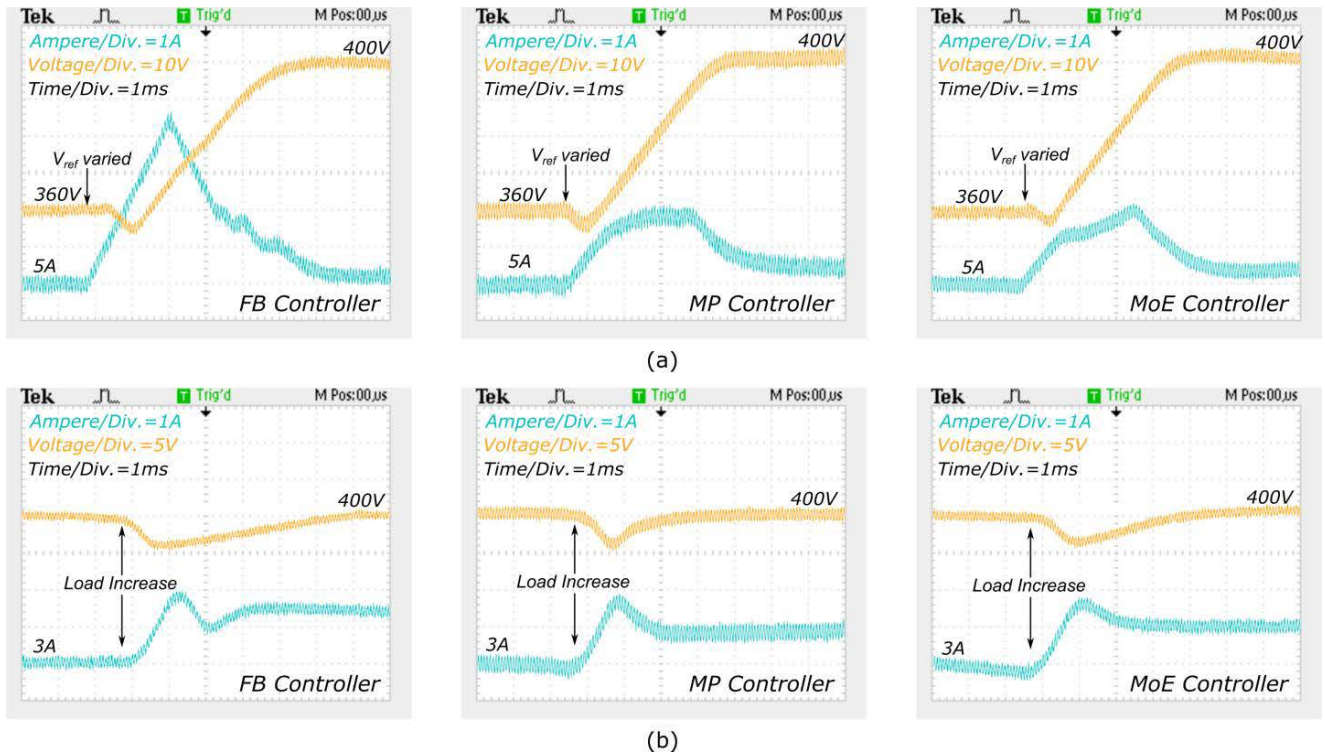 Tek T Trig'd M Pos:00,us
Ampere/Div.=1A
Voltage/Div.=10V
Time/Div.=1ms
400V
Vref varied
360V
5A
FB Controller
Tek T Trig'd M Pos:00,us
Ampere/Div.=1A
Voltage/Div.=10V
Time/Div.=1ms
400V
Vref varied
360V
5A
MP Controller
Tek T Trig'd M Pos:00,us
Ampere/Div.=1A
Voltage/Div.=10V
Time/Div.=1ms
400V
Vref varied
360V
5A
MoE Controller
(a)
Tek T Trig'd M Pos:00,us
Ampere/Div.=1A
Voltage/Div.=5V
Time/Div.=1ms
400V
Load Increase
3A
FB Controller
Tek T Trig'd M Pos:00,us
Ampere/Div.=1A
Voltage/Div.=5V
Time/Div.=1ms
400V
Load Increase
3A
MP Controller
Tek T Trig'd M Pos:00,us
Ampere/Div.=1A
Voltage/Div.=5V
Time/Div.=1ms
400V
Load Increase
3A
MoE Controller
(b)